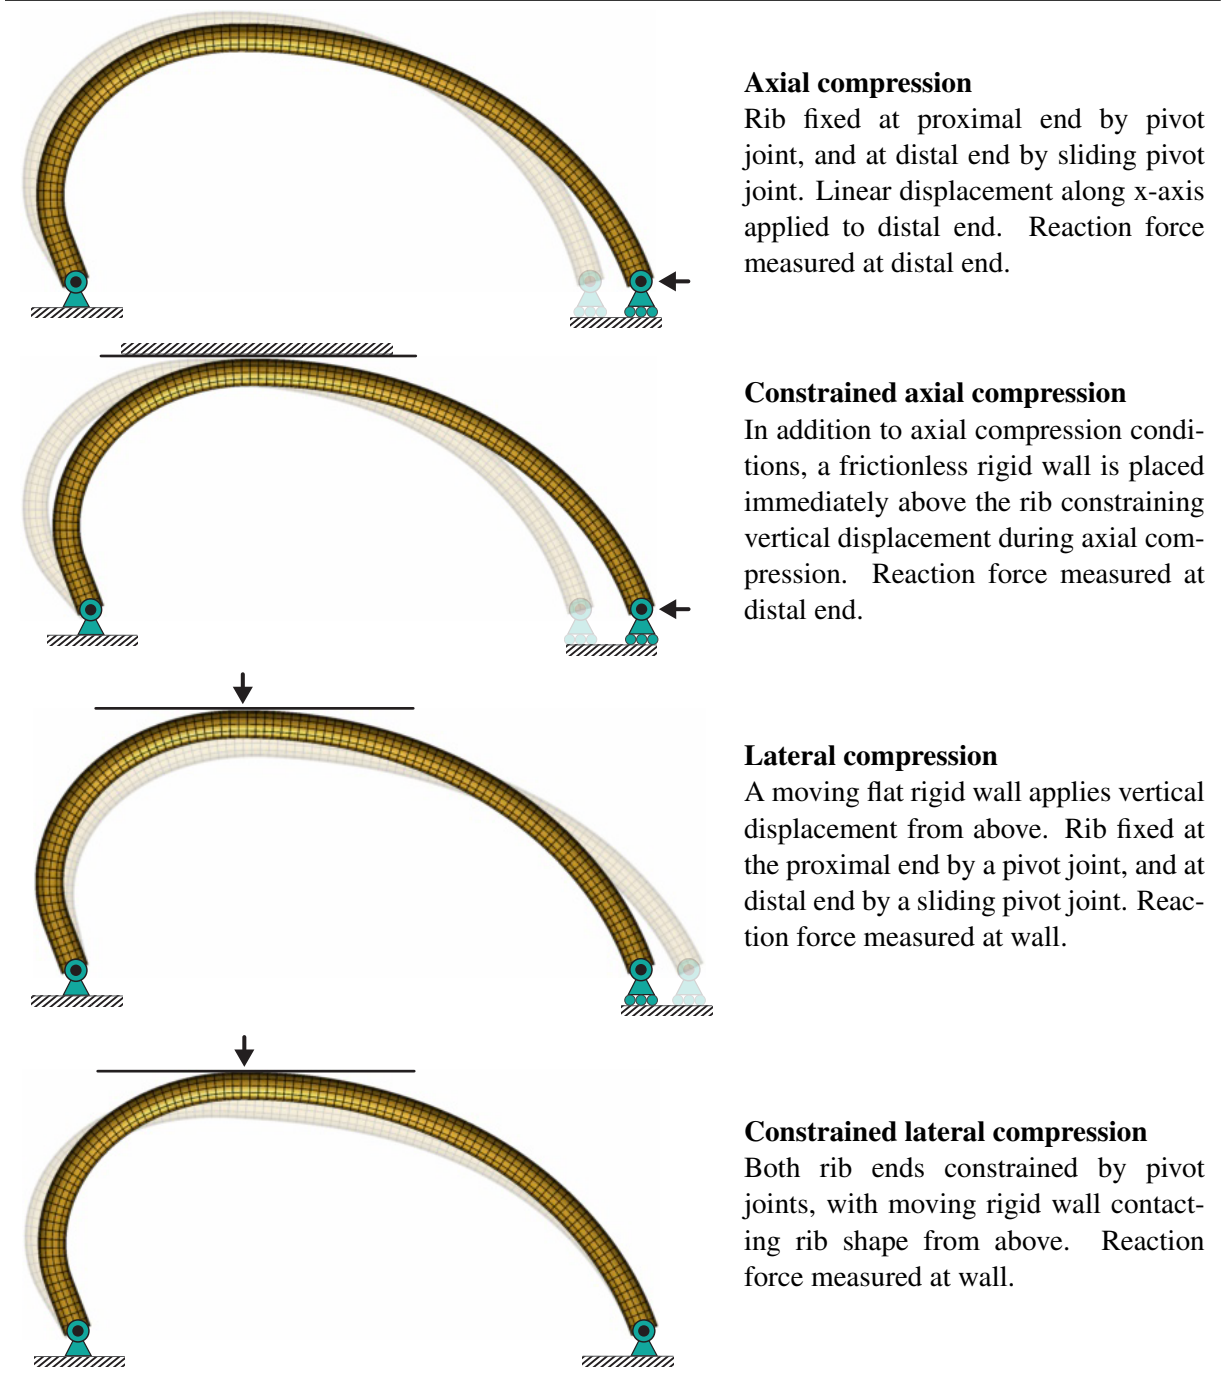 Axial compression
Rib fixed at proximal end by pivot
joint, and at distal end by sliding pivot
joint. Linear displacement along x-axis
applied to distal end. Reaction force
measured at distal end.
Constrained axial compression
In addition to axial compression condi-
tions, a frictionless rigid wall is placed
immediately above the rib constraining
vertical displacement during axial com-
pression. Reaction force measured at
distal end.
Lateral compression
A moving flat rigid wall applies vertical
displacement from above. Rib fixed at
the proximal end by a pivot joint, and at
distal end by a sliding pivot joint. Reac-
tion force measured at wall.
Constrained lateral compression
Both rib ends constrained by pivot
joints, with moving rigid wall contact-
ing rib shape from above. Reaction
force measured at wall.